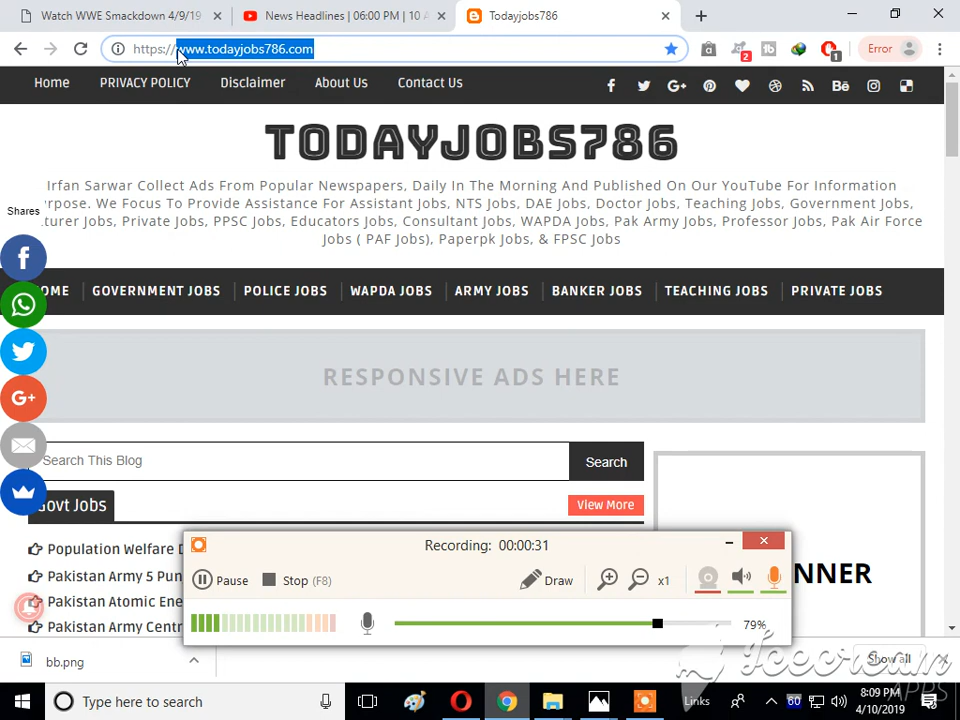 Watch WWE Smackdown 4/9/19
News Headlines | 06:00 PM | 10 A
Todayjobs786
https://www.todayjobs786.com
2
1
Error
Home PRIVACY POLICY Disclaimer About Us Contact Us
TODAYJOBS786
Irfan Sarwar Collect Ads From Popular Newspapers, Daily In The Morning And Published On Our YouTube For Information
rpose. We Focus To Provide Assistance For Assistant Jobs, NTS Jobs, DAE Jobs, Doctor Jobs, Teaching Jobs, Government Jobs,
turer Jobs, Private Jobs, PPSC Jobs, Educators Jobs, Consultant Jobs, WAPDA Jobs, Pak Army Jobs, Professor Jobs, Pak Air Force
Jobs ( PAF Jobs), Paperpk Jobs, & FPSC Jobs
Shares
OME GOVERNMENT JOBS POLICE JOBS WAPDA JOBS ARMY JOBS BANKER JOBS TEACHING JOBS PRIVATE JOBS
RESPONSIVE ADS HERE
Search This Blog
Search
Govt Jobs
View More
Population Welfare D
Pakistan Army 5 Pun
Pakistan Atomic Ene
Pakistan Army Centr
NNER
Recording: 00:00:31
Pause
Stop (F8)
Draw
x1
79%
bb.png
Show all
Icecream
APPS
Type here to search
Links
60
8:09 PM
4/10/2019